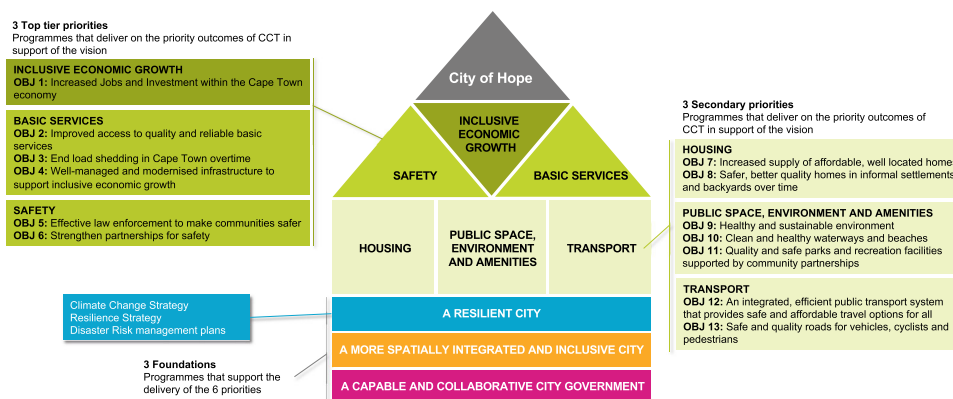 3 Top tier priorities
Programmes that deliver on the priority outcomes of CCT in
support of the vision
INCLUSIVE ECONOMIC GROWTH
OBJ 1: Increased Jobs and Investment within the Cape Town
economy
BASIC SERVICES
OBJ 2: Improved access to quality and reliable basic
services
OBJ 3: End load shedding in Cape Town overtime
OBJ 4: Well-managed and modernised infrastructure to
support inclusive economic growth
SAFETY
OBJ 5: Effective law enforcement to make communities safer
OBJ 6: Strengthen partnerships for safety
Climate Change Strategy
Resilience Strategy
Disaster Risk management plans
3 Foundations
Programmes that support the
delivery of the 6 priorities
City of Hope
INCLUSIVE
ECONOMIC
GROWTH
SAFETY
BASIC SERVICES
HOUSING
PUBLIC SPACE,
ENVIRONMENT
AND AMENITIES
TRANSPORT
A RESILIENT CITY
A MORE SPATIALLY INTEGRATED AND INCLUSIVE CITY
A CAPABLE AND COLLABORATIVE CITY GOVERNMENT
3 Secondary priorities
Programmes that deliver on the priority outcomes of
CCT in support of the vision
HOUSING
OBJ 7: Increased supply of affordable, well located homes
OBJ 8: Safer, better quality homes in informal settlements
and backyards over time
PUBLIC SPACE, ENVIRONMENT AND AMENITIES
OBJ 9: Healthy and sustainable environment
OBJ 10: Clean and healthy waterways and beaches
OBJ 11: Quality and safe parks and recreation facilities
supported by community partnerships
TRANSPORT
OBJ 12: An integrated, efficient public transport system
that provides safe and affordable travel options for all
OBJ 13: Safe and quality roads for vehicles, cyclists and
pedestrians